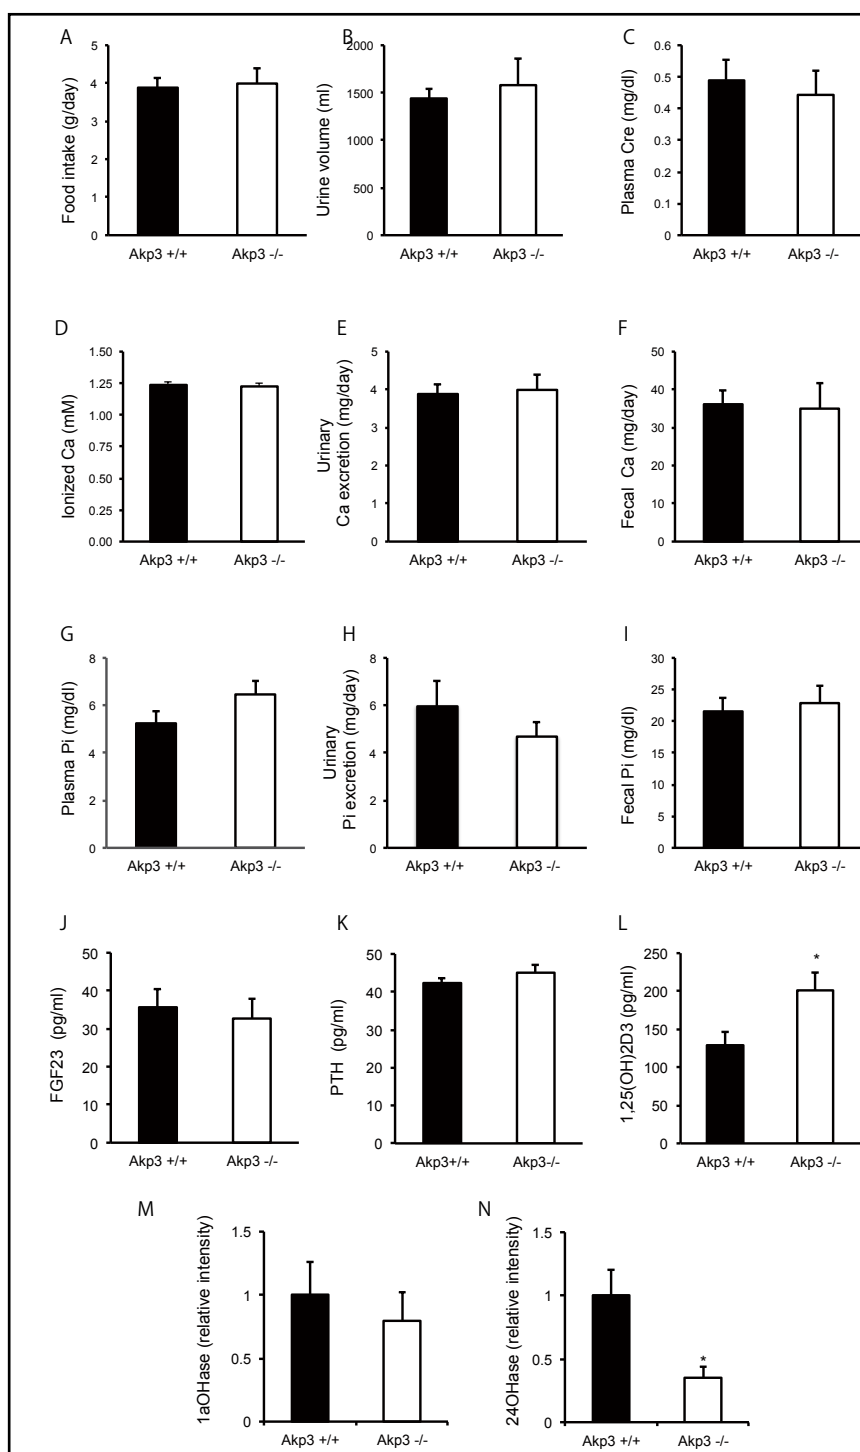 A
Food intake (g/day)
5
4
3
2
1
0
Akp3 +/+
Akp3 -/-
B
Urine volume (ml)
2000
1500
1000
500
0
Akp3 +/+
Akp3 -/-
C
Plasma Cre (mg/dl)
0.6
0.5
0.4
0.3
0.2
0.1
0
Akp3 +/+
Akp3 -/-
D
Ionized Ca (mM)
1.50
1.25
1.00
0.75
0.50
0.25
0.00
Akp3 +/+
Akp3 -/-
E
Urinary
Ca excretion (mg/day)
5
4
3
2
1
0
Akp3 +/+
Akp3 -/-
F
Fecal Ca (mg/day)
50
40
30
20
10
0
Akp3 +/+
Akp3 -/-
G
Plasma Pi (mg/dl)
8
6
4
2
0
Akp3 +/+
Akp3 -/-
H
Urinary
Pi excretion (mg/day)
8
6
4
2
0
Akp3 +/+
Akp3 -/-
I
Fecal Pi (mg/dl)
30
25
20
15
10
5
0
Akp3 +/+
Akp3 -/-
J
FGF23 (pg/ml)
50
40
30
20
10
0
Akp3 +/+
Akp3 -/-
K
PTH (pg/ml)
50
40
30
20
10
0
Akp3+/+
Akp3-/-
L
1,25(OH)2D3 (pg/ml)
250
200
150
100
50
0
*
Akp3 +/+
Akp3 -/-
M
1aOHase (relative intensity)
1.5
1
0.5
0
Akp3 +/+
Akp3 -/-
N
24OHase (relative intensity)
1.5
1
0.5
0
*
Akp3 +/+
Akp3 -/-